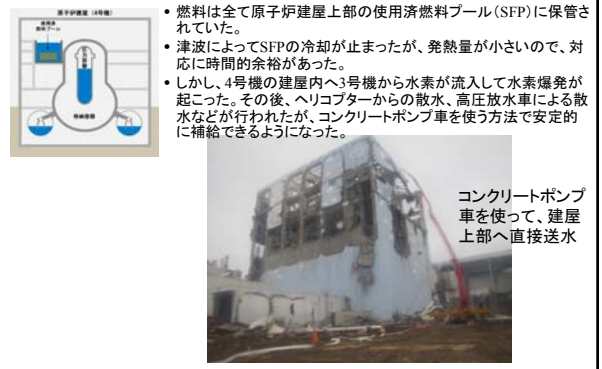 原子炉建屋（4号機）
使用済
燃料プール
格納容器
• 燃料は全て原子炉建屋上部の使用済燃料プール（SFP）に保管さ
れていた。
• 津波によってSFPの冷却が止まったが、発熱量が小さいので、対
応に時間的余裕があった。
• しかし、4号機の建屋内へ3号機から水素が流入して水素爆発が
起こった。その後、ヘリコプターからの散水、高圧放水車による散
水などが行われたが、コンクリートポンプ車を使う方法で安定的
に補給できるようになった。
コンクリートポンプ
車を使って、建屋
上部へ直接送水